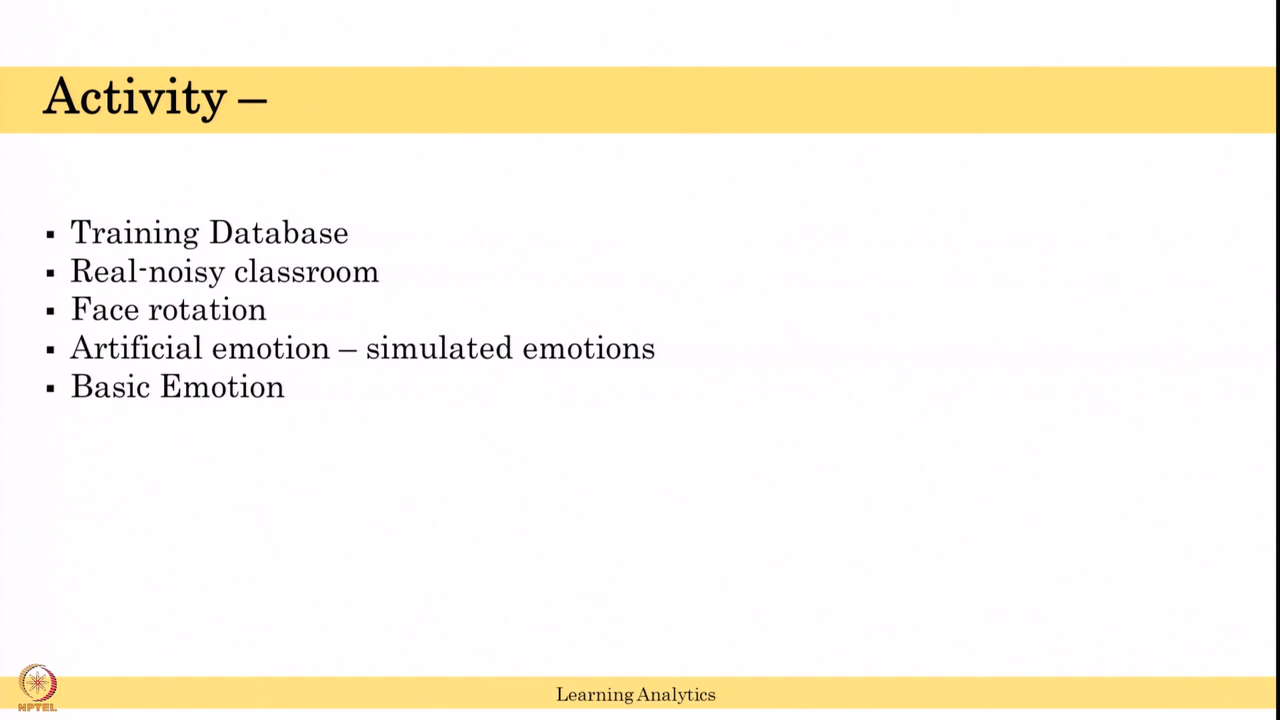 Activity –
▪ Training Database
▪ Real-noisy classroom
▪ Face rotation
▪ Artificial emotion – simulated emotions
▪ Basic Emotion
Learning Analytics
NPTEL